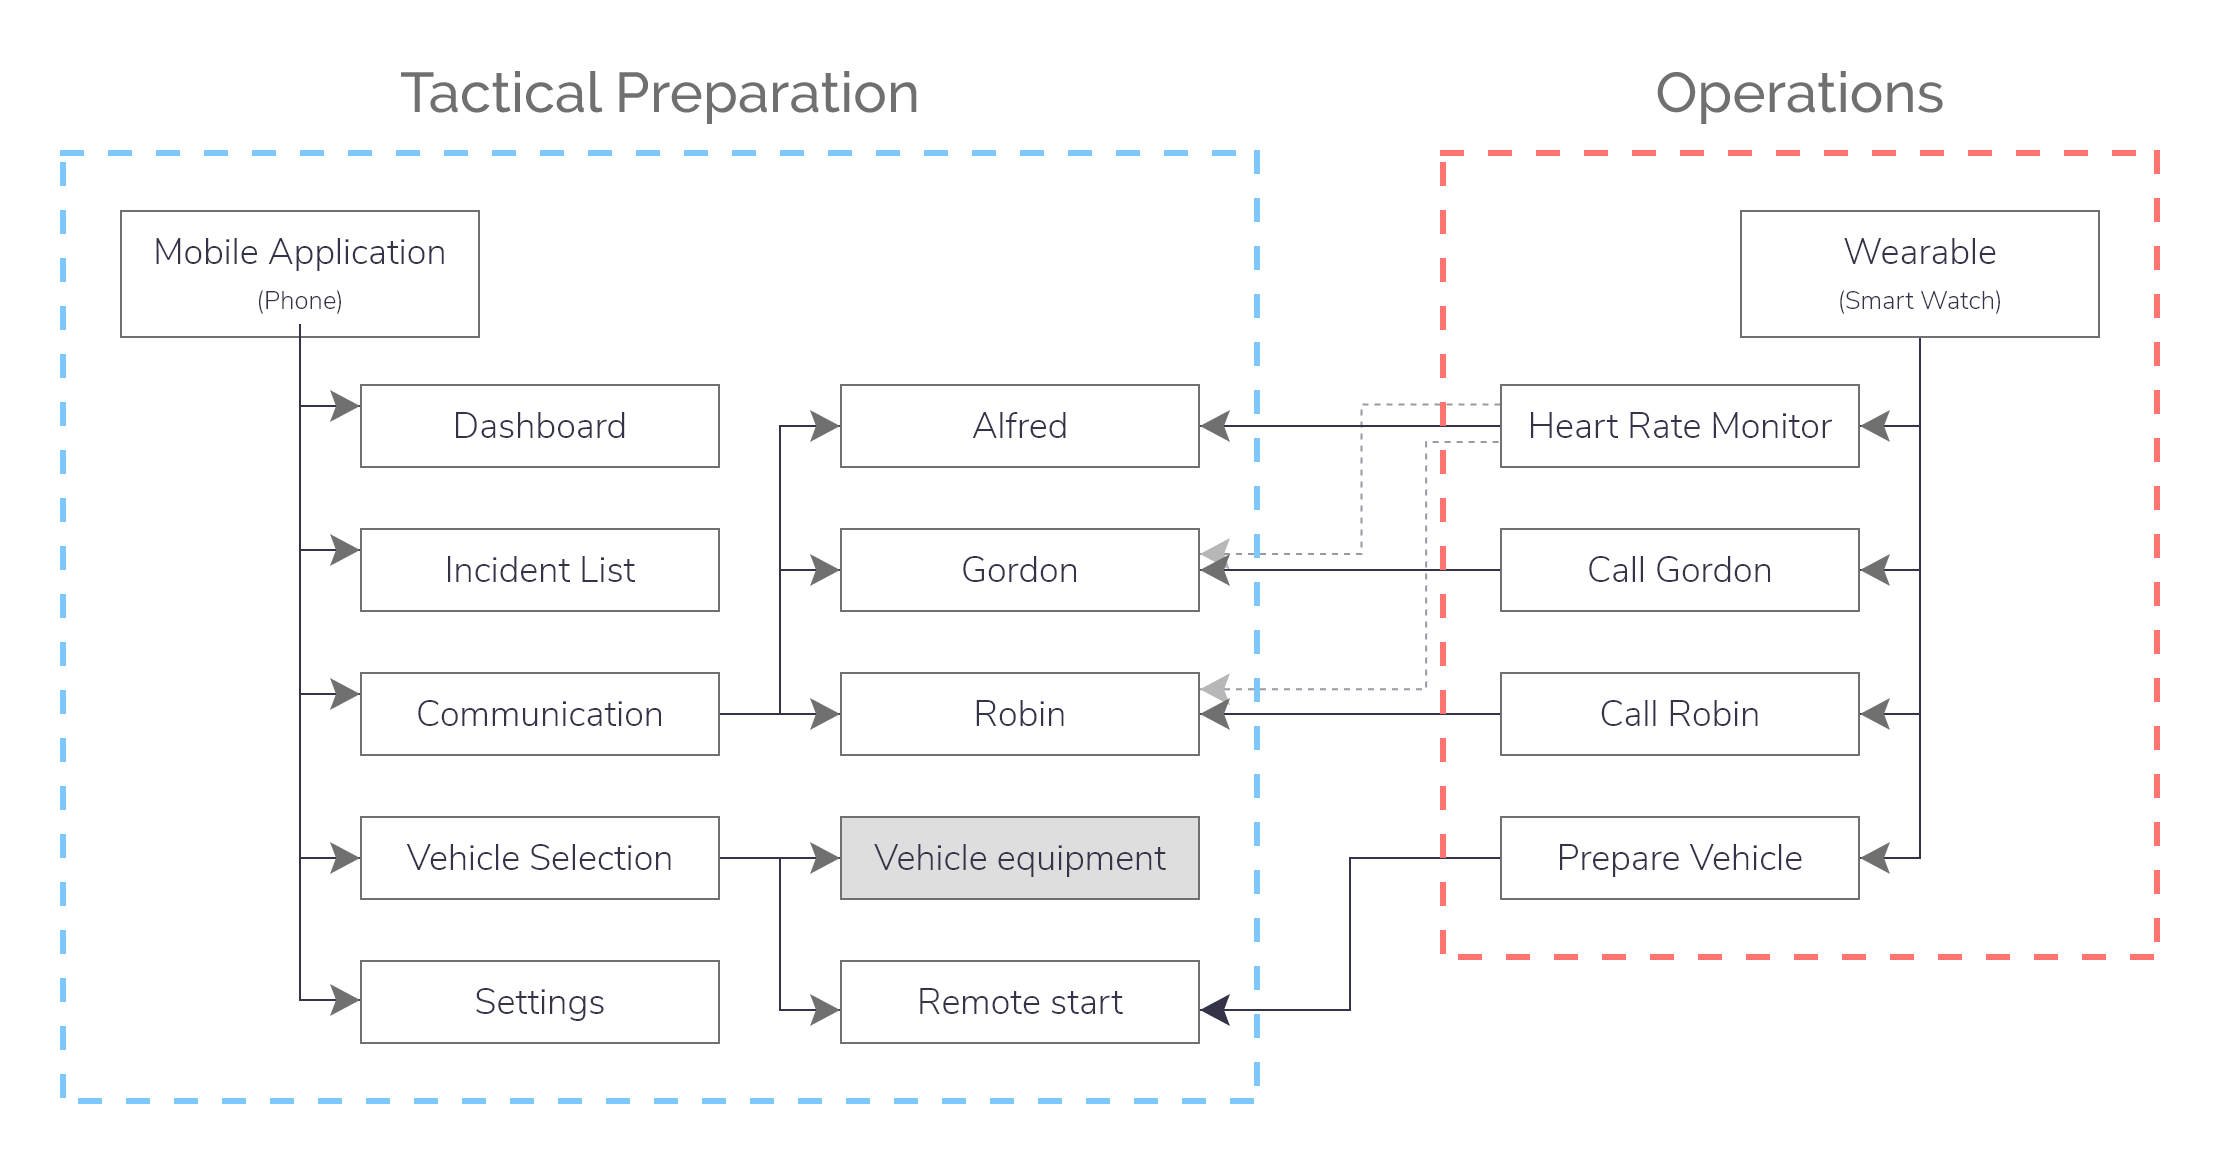 Tactical Preparation
Operations
Mobile Application
(Phone)
Wearable
(Smart Watch)
Dashboard
Alfred
Heart Rate Monitor
Incident List
Gordon
Call Gordon
Communication
Robin
Call Robin
Vehicle Selection
Vehicle equipment
Prepare Vehicle
Settings
Remote start